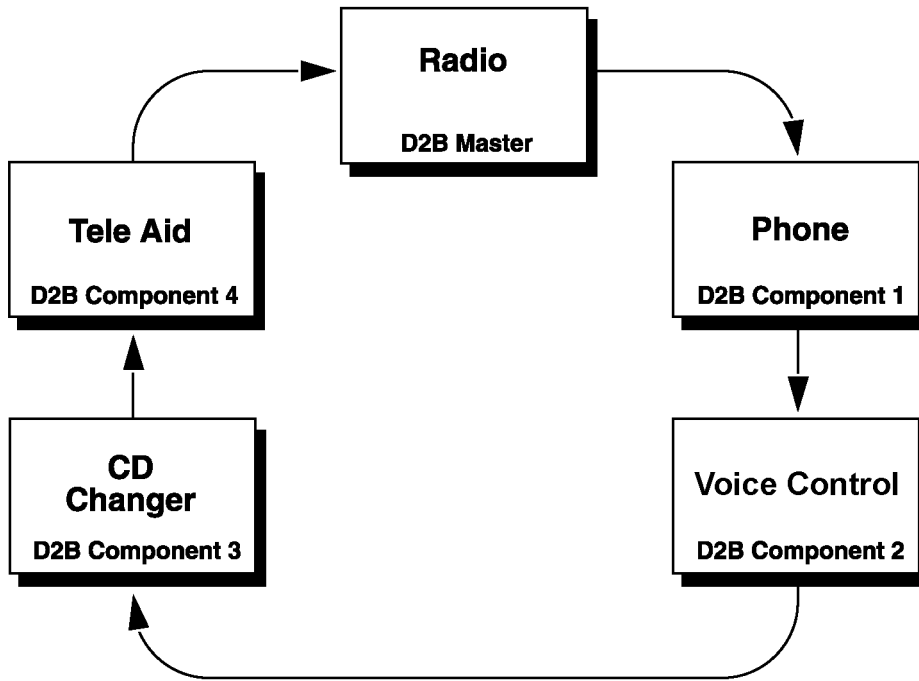 Radio
D2B Master
Tele Aid
D2B Component 4
Phone
D2B Component 1
CD
Changer
D2B Component 3
Voice Control
D2B Component 2